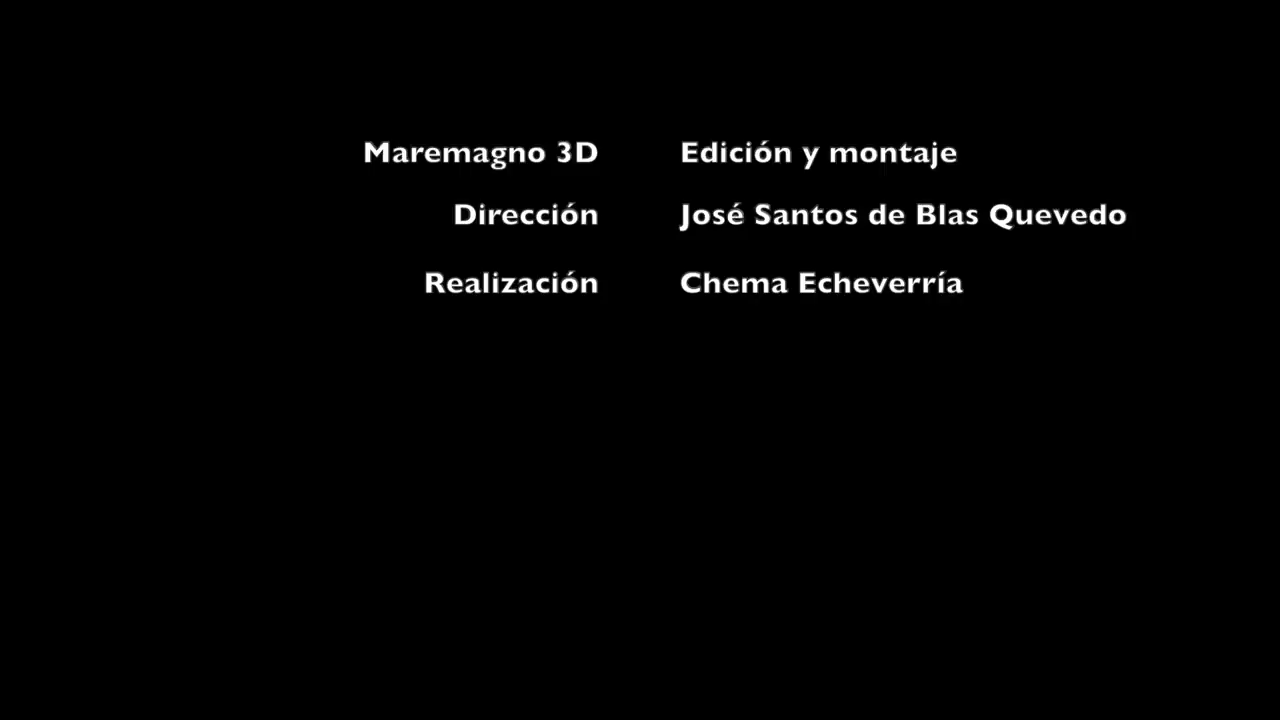 Maremagno 3D Edición y montaje
Dirección José Santos de Blas Quevedo
Realización Chema Echeverría